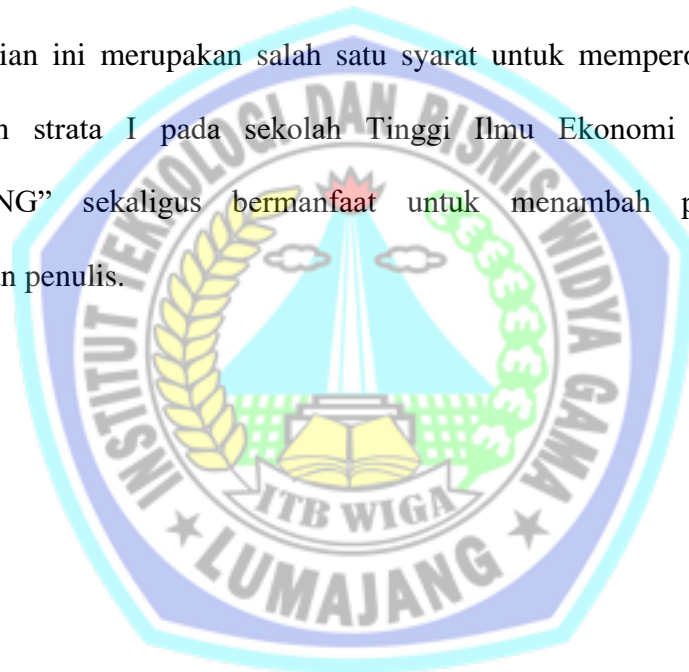 ian ini merupakan salah satu syarat untuk mempero
n strata I pada sekolah Tinggi Ilmu Ekonomi
NG” sekaligus bermanfaat untuk menambah p
n penulis.
INSTITUT TEKNOLOGI DAN BISNIS WIDYA GAMA
ITB WIGA
LUMAJANG